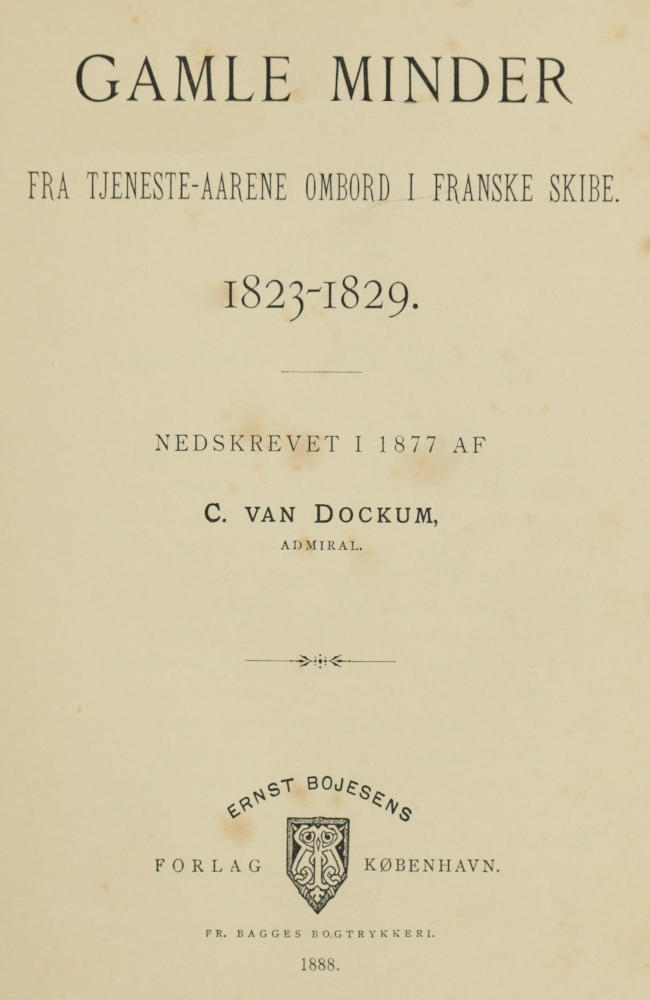 GAMLE MINDER
FRA TJENESTE-AARENE OMBORD I FRANSKE SKIBE.
1823-1829.
NEDSKREVET I 1877 AF
C. VAN DOCKUM,
ADMIRAL.
ERNST BOJESENS
FORLAG KØBENHAVN.
FR. BAGGES BOGTRYKKERI.
1888.